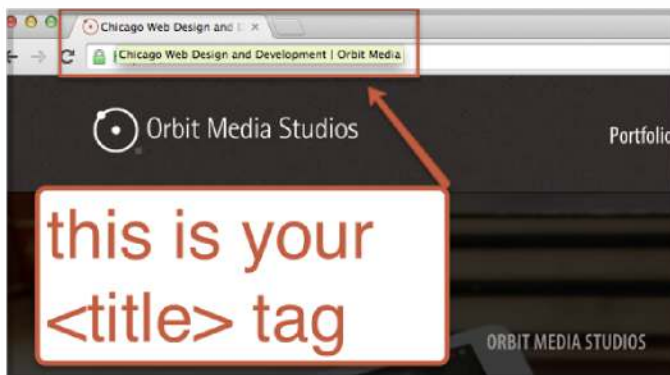 Chicago Web Design and
Chicago Web Design and Development | Orbit Media
Orbit Media Studios
Portfolio
this is your
<title> tag
ORBIT MEDIA STUDIOS